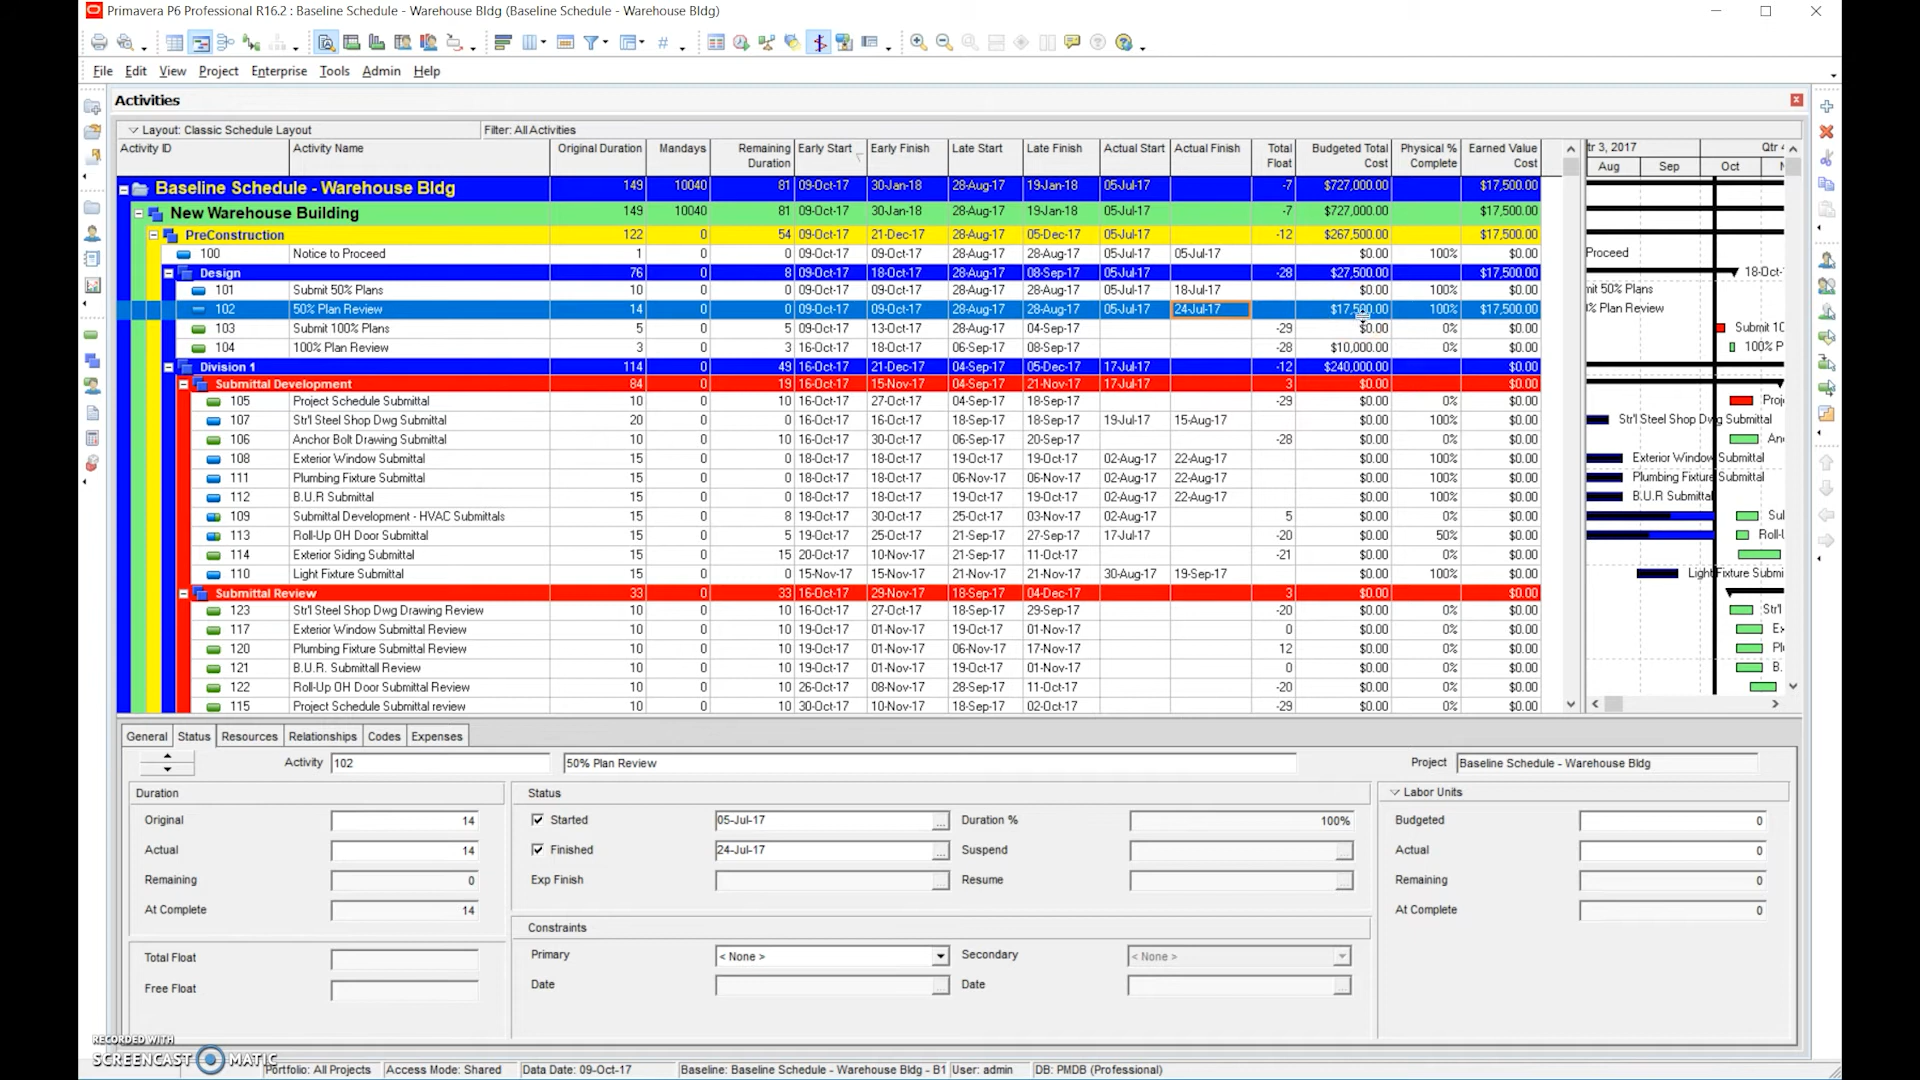 Primavera P6 Professional R16.2 : Baseline Schedule - Warehouse Bldg (Baseline Schedule - Warehouse Bldg)
File Edit View Project Enterprise Tools Admin Help
Activities
Layout: Classic Schedule Layout Filter: All Activities
Activity ID Activity Name Original Duration Mandays Remaining Duration Early Start Early Finish Late Start Late Finish Actual Start Actual Finish Total Float Budgeted Total Cost Physical % Complete Earned Value Cost tr 3, 2017 Qtr 4
Aug Sep Oct
Baseline Schedule - Warehouse Bldg 149 10040 81 09-Oct-17 30-Jan-18 28-Aug-17 19-Jan-18 05-Jul-17 -7 $727,000.00 $17,500.00
New Warehouse Building 149 10040 81 09-Oct-17 30-Jan-18 28-Aug-17 19-Jan-18 05-Jul-17 -7 $727,000.00 $17,500.00
PreConstruction 122 0 54 09-Oct-17 21-Dec-17 28-Aug-17 05-Dec-17 05-Jul-17 -12 $267,500.00 $17,500.00
100 Notice to Proceed 1 0 0 09-Oct-17 09-Oct-17 28-Aug-17 28-Aug-17 05-Jul-17 05-Jul-17 $0.00 100% $0.00 Proceed
Design 76 0 8 09-Oct-17 18-Oct-17 28-Aug-17 08-Sep-17 05-Jul-17 -28 $27,500.00 $17,500.00 18-Oct-
101 Submit 50% Plans 10 0 0 09-Oct-17 09-Oct-17 28-Aug-17 28-Aug-17 05-Jul-17 18-Jul-17 $0.00 100% $0.00 mit 50% Plans
102 50% Plan Review 14 0 0 09-Oct-17 09-Oct-17 28-Aug-17 28-Aug-17 05-Jul-17 24-Jul-17 $17,500.00 100% $17,500.00 % Plan Review
103 Submit 100% Plans 5 0 5 09-Oct-17 13-Oct-17 28-Aug-17 04-Sep-17 -29 $0.00 0% $0.00 Submit 10
104 100% Plan Review 3 0 3 16-Oct-17 18-Oct-17 06-Sep-17 08-Sep-17 -28 $10,000.00 0% $0.00 100% P
Division 1 114 0 49 16-Oct-17 21-Dec-17 04-Sep-17 05-Dec-17 17-Jul-17 -12 $240,000.00 $0.00
Submittal Development 84 0 19 16-Oct-17 15-Nov-17 04-Sep-17 21-Nov-17 17-Jul-17 3 $0.00 $0.00
105 Project Schedule Submittal 10 0 10 16-Oct-17 27-Oct-17 04-Sep-17 18-Sep-17 -29 $0.00 0% $0.00 Proj
107 Str'l Steel Shop Dwg Submittal 20 0 0 16-Oct-17 16-Oct-17 18-Sep-17 18-Sep-17 19-Jul-17 15-Aug-17 $0.00 100% $0.00 Str'l Steel Shop Dwg Submittal
106 Anchor Bolt Drawing Submittal 10 0 10 16-Oct-17 30-Oct-17 06-Sep-17 20-Sep-17 -28 $0.00 0% $0.00 An
108 Exterior Window Submittal 15 0 0 18-Oct-17 18-Oct-17 19-Oct-17 19-Oct-17 02-Aug-17 22-Aug-17 $0.00 100% $0.00 Exterior Window Submittal
111 Plumbing Fixture Submittal 15 0 0 18-Oct-17 18-Oct-17 06-Nov-17 06-Nov-17 02-Aug-17 22-Aug-17 $0.00 100% $0.00 Plumbing Fixture Submittal
112 B.U.R Submittal 15 0 0 18-Oct-17 18-Oct-17 19-Oct-17 19-Oct-17 02-Aug-17 22-Aug-17 $0.00 100% $0.00 B.U.R Submittal
109 Submittal Development - HVAC Submittals 15 0 8 19-Oct-17 30-Oct-17 25-Oct-17 03-Nov-17 02-Aug-17 5 $0.00 0% $0.00 Sul
113 Roll-Up OH Door Submittal 15 0 5 19-Oct-17 25-Oct-17 21-Sep-17 27-Sep-17 17-Jul-17 -20 $0.00 50% $0.00 Roll-
114 Exterior Siding Submittal 15 0 15 20-Oct-17 10-Nov-17 21-Sep-17 11-Oct-17 -21 $0.00 0% $0.00
110 Light Fixture Submittal 15 0 0 15-Nov-17 15-Nov-17 21-Nov-17 21-Nov-17 30-Aug-17 19-Sep-17 $0.00 100% $0.00 Light Fixture Submi
Submittal Review 33 0 33 16-Oct-17 29-Nov-17 18-Sep-17 04-Dec-17 3 $0.00 $0.00
123 Str'l Steel Shop Dwg Drawing Review 10 0 10 16-Oct-17 27-Oct-17 18-Sep-17 29-Sep-17 -20 $0.00 0% $0.00 Str'l
117 Exterior Window Submittal Review 10 0 10 19-Oct-17 01-Nov-17 19-Oct-17 01-Nov-17 0 $0.00 0% $0.00 E
120 Plumbing Fixture Submittal Review 10 0 10 19-Oct-17 01-Nov-17 06-Nov-17 17-Nov-17 12 $0.00 0% $0.00 Pl
121 B.U.R. Submittall Review 10 0 10 19-Oct-17 01-Nov-17 19-Oct-17 01-Nov-17 0 $0.00 0% $0.00 B.
122 Roll-Up OH Door Submittal Review 10 0 10 26-Oct-17 08-Nov-17 28-Sep-17 11-Oct-17 -20 $0.00 0% $0.00
115 Project Schedule Submittal review 10 0 10 30-Oct-17 10-Nov-17 18-Sep-17 02-Oct-17 -29 $0.00 0% $0.00
General Status Resources Relationships Codes Expenses
Activity 102 50% Plan Review Project Baseline Schedule - Warehouse Bldg
Duration Status Labor Units
Original 14 Started 05-Jul-17 ... Duration % 100% Budgeted 0
Actual 14 Finished 24-Jul-17 ... Suspend ... Actual 0
Remaining 0 Exp Finish ... Resume ... Remaining 0
At Complete 14 At Complete 0
Constraints
Total Float Primary < None > Secondary < None >
Free Float Date ... Date ...
RECORDED WITH
SCREENCAST MATIC
Portfolio: All Projects Access Mode: Shared Data Date: 09-Oct-17 Baseline: Baseline Schedule - Warehouse Bldg - B1 User: admin DB: PMDB (Professional)